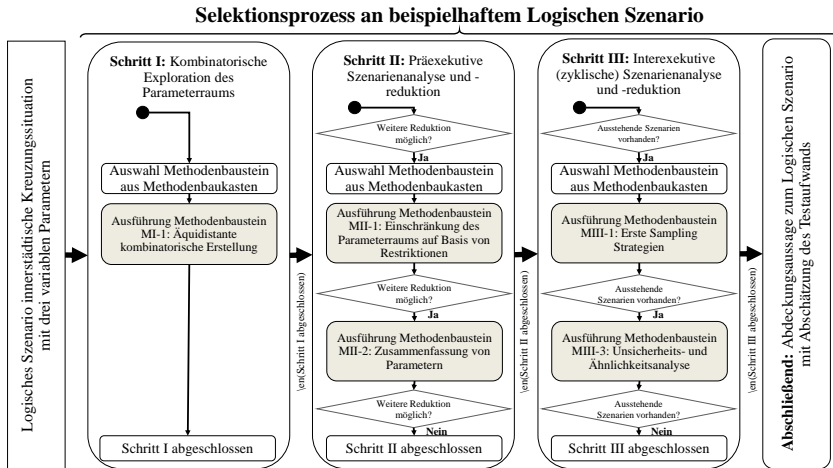 Selektionsprozess an beispielhaftem Logischen Szenario
Logisches Szenario innerstädtische Kreuzungssituation
mit drei variablen Parametern
Schritt I: Kombinatorische
Exploration des
Parameterraums
Auswahl Methodenbaustein
aus Methodenbaukasten
Ausführung Methodenbaustein
MI-1: Äquidistante
kombinatorische Erstellung
Schritt I abgeschlossen
\en(Schritt I abgeschlossen)
Schritt II: Präexekutive
Szenarienanalyse und -
reduktion
Weitere Reduktion
möglich?
Ja
Auswahl Methodenbaustein
aus Methodenbaukasten
Ausführung Methodenbaustein
MII-1: Einschränkung des
Parameterraums auf Basis von
Restriktionen
Weitere Reduktion
möglich?
Ja
Ausführung Methodenbaustein
MII-2: Zusammenfassung von
Parametern
Weitere Reduktion
möglich?
Nein
Schritt II abgeschlossen
\en(Schritt II abgeschlossen)
Schritt III: Interexekutive
(zyklische) Szenarienanalyse
und -reduktion
Ausstehende Szenarien
vorhanden?
Ja
Auswahl Methodenbaustein
aus Methodenbaukasten
Ausführung Methodenbaustein
MIII-1: Erste Sampling
Strategien
Ausstehende
Szenarien vorhanden?
Ja
Ausführung Methodenbaustein
MIII-3: Unsicherheits- und
Ähnlichkeitsanalyse
Ausstehende
Szenarien vorhanden?
Nein
Schritt III abgeschlossen
\en(Schritt III abgeschlossen)
Abschließend: Abdeckungsaussage zum Logischen Szenario
mit Abschätzung des Testaufwands